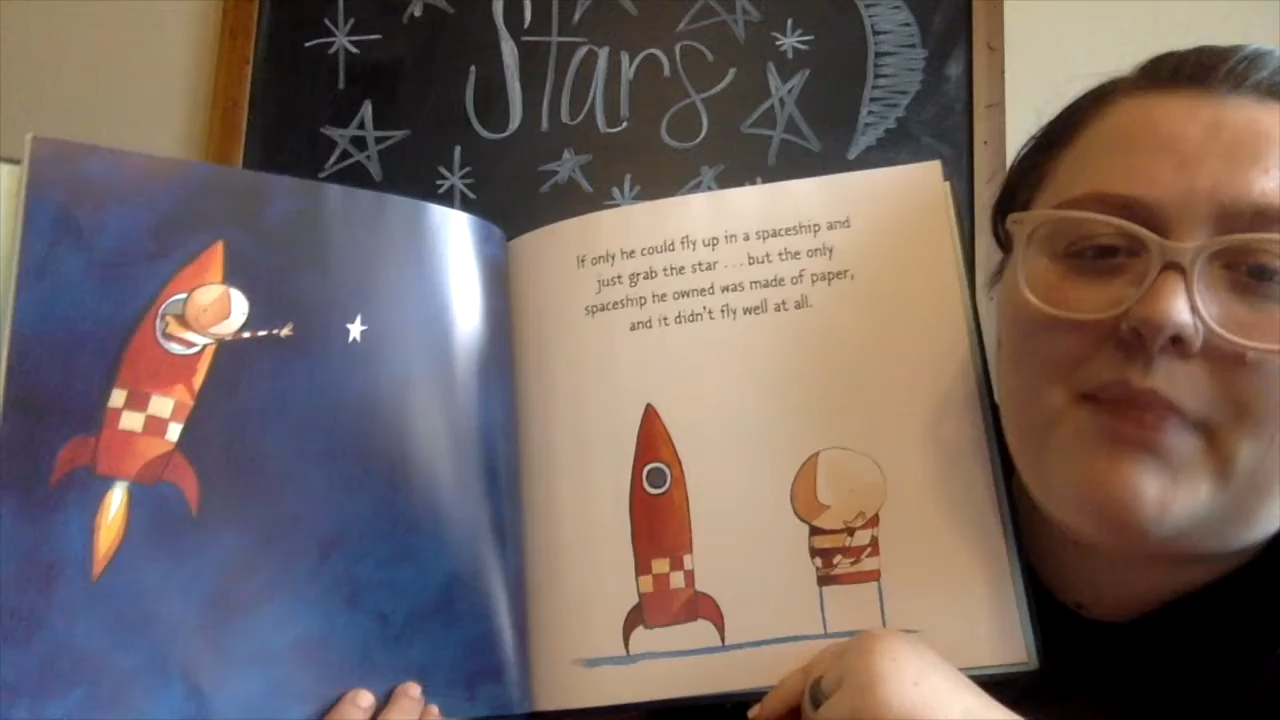 Stars
If only he could fly up in a spaceship and
just grab the star . . . but the only
spaceship he owned was made of paper,
and it didn't fly well at all.